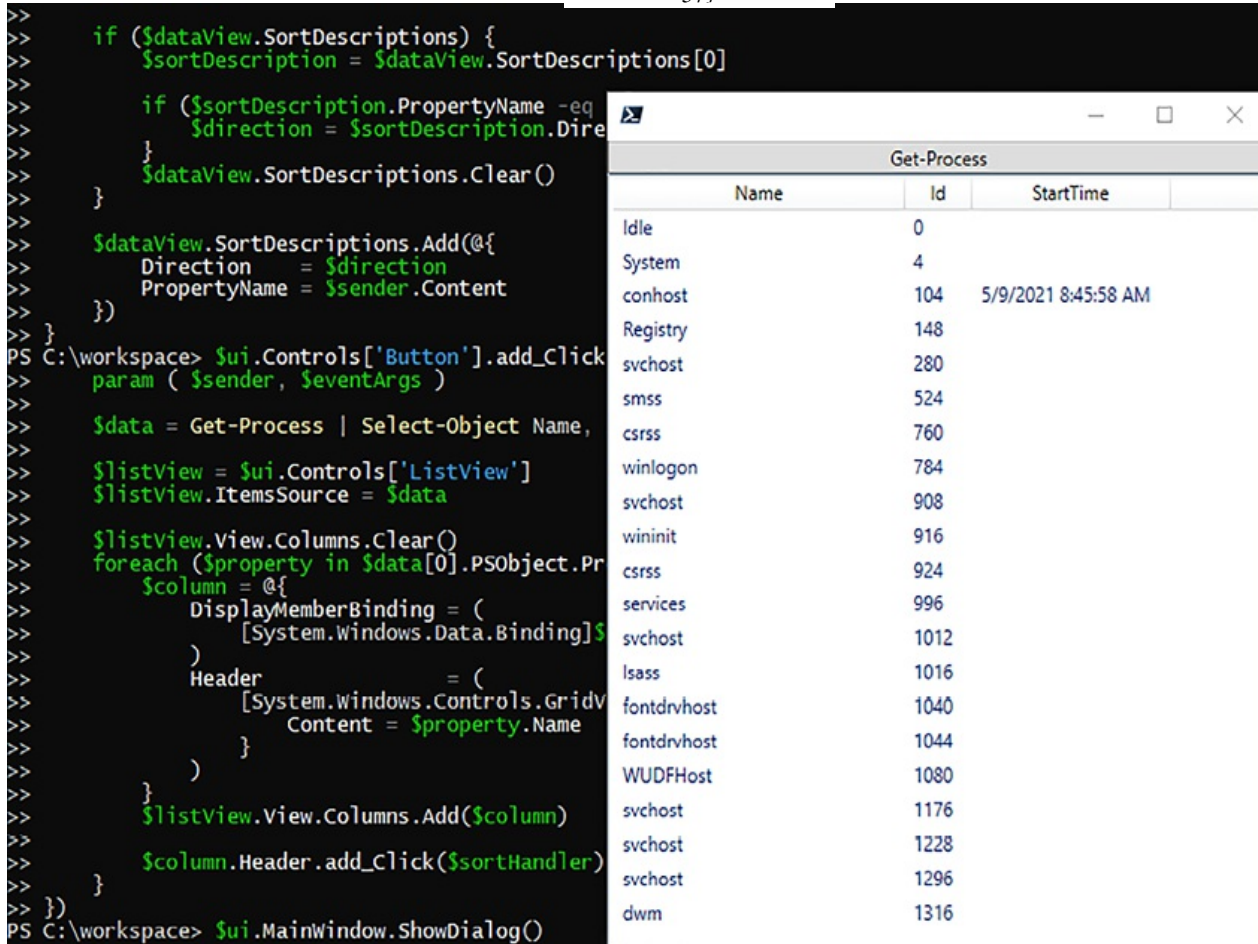 >>
>>     if ($dataView.SortDescriptions) {
>>         $sortDescription = $dataView.SortDescriptions[0]
>>
>>         if ($sortDescription.PropertyName -eq
>>             $direction = $sortDescription.Dire
>>         }
>>         $dataView.SortDescriptions.Clear()
>>     }
>>
>>     $dataView.SortDescriptions.Add(@{
>>         Direction    = $direction
>>         PropertyName = $sender.Content
>>     })
>> }
PS C:\workspace> $ui.Controls['Button'].add_Click
>>     param ( $sender, $eventArgs )
>>
>>     $data = Get-Process | Select-Object Name,
>>
>>     $listView = $ui.Controls['ListView']
>>     $listView.ItemsSource = $data
>>
>>     $listView.View.Columns.Clear()
>>     foreach ($property in $data[0].PSObject.Pr
>>         $column = @{
>>             DisplayMemberBinding = (
>>                 [System.Windows.Data.Binding]$
>>             )
>>             Header               = (
>>                 [System.Windows.Controls.GridV
>>                     Content = $property.Name
>>                 }
>>             )
>>         }
>>         $listView.View.Columns.Add($column)
>>
>>         $column.Header.add_Click($sortHandler)
>>     }
>> })
PS C:\workspace> $ui.MainWindow.ShowDialog()
Get-Process
Name Id StartTime
Idle 0
System 4
conhost 104 5/9/2021 8:45:58 AM
Registry 148
svchost 280
smss 524
csrss 760
winlogon 784
svchost 908
wininit 916
csrss 924
services 996
svchost 1012
lsass 1016
fontdrvhost 1040
fontdrvhost 1044
WUDFHost 1080
svchost 1176
svchost 1228
svchost 1296
dwm 1316